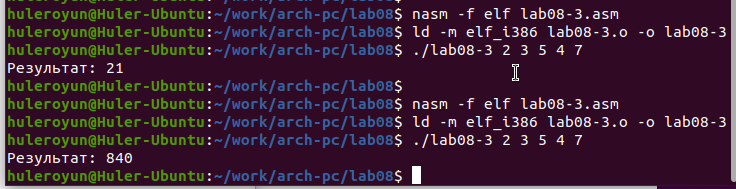 huleroyun@Huler-Ubuntu:~/work/arch-pc/lab08$ nasm -f elf lab08-3.asm
huleroyun@Huler-Ubuntu:~/work/arch-pc/lab08$ ld -m elf_i386 lab08-3.o -o lab08-3
huleroyun@Huler-Ubuntu:~/work/arch-pc/lab08$ ./lab08-3 2 3 5 4 7
Результат: 21
huleroyun@Huler-Ubuntu:~/work/arch-pc/lab08$
huleroyun@Huler-Ubuntu:~/work/arch-pc/lab08$ nasm -f elf lab08-3.asm
huleroyun@Huler-Ubuntu:~/work/arch-pc/lab08$ ld -m elf_i386 lab08-3.o -o lab08-3
huleroyun@Huler-Ubuntu:~/work/arch-pc/lab08$ ./lab08-3 2 3 5 4 7
Результат: 840
huleroyun@Huler-Ubuntu:~/work/arch-pc/lab08$